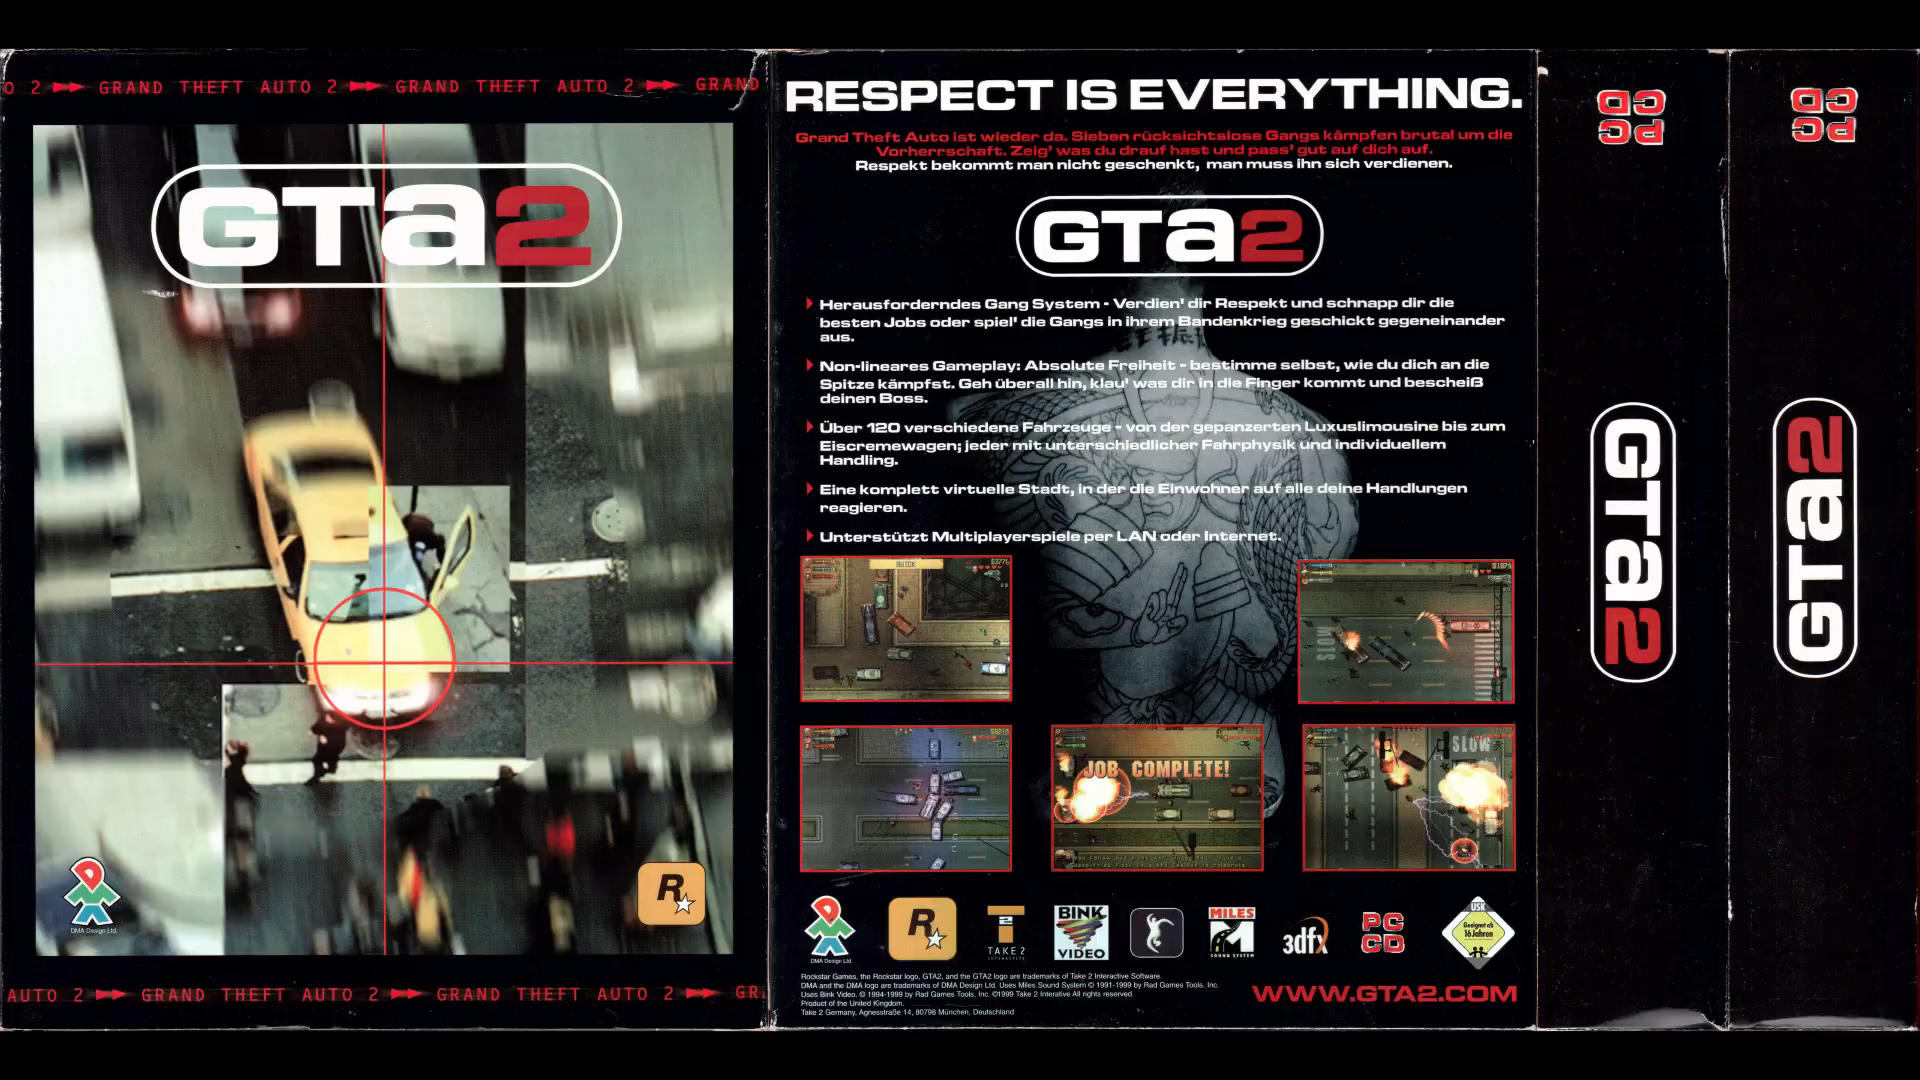 O 2 GRAND THEFT AUTO 2 GRAND THEFT AUTO 2 GRAND
GTA2
DMA Design Ltd.
R
AUTO 2 GRAND THEFT AUTO 2 GRAND THEFT AUTO 2 GR
RESPECT IS EVERYTHING.
Grand Theft Auto ist wieder da. Sieben rücksichtslose Gangs kämpfen brutal um die
Vorherrschaft. Zeig' was du drauf hast und pass' gut auf dich auf.
Respekt bekommt man nicht geschenkt, man muss ihn sich verdienen.
GTA2
Herausforderndes Gang System - Verdien' dir Respekt und schnapp dir die
besten Jobs oder spiel' die Gangs in ihrem Bandenkrieg geschickt gegeneinander
aus.
Non-lineares Gameplay: Absolute Freiheit - bestimme selbst, wie du dich an die
Spitze kämpfst. Geh überall hin, klau' was dir in die Finger kommt und bescheiß
deinen Boss.
Über 120 verschiedene Fahrzeuge - von der gepanzerten Luxuslimousine bis zum
Eiscremewagen; jeder mit unterschiedlicher Fahrphysik und individuellem
Handling.
Eine komplett virtuelle Stadt, in der die Einwohner auf alle deine Handlungen
reagieren.
Unterstützt Multiplayerspiele per LAN oder Internet.
SLOW
JOB COMPLETE!
SLOW
DMA Design Ltd.
R
T2
TAKE 2
INTERACTIVE
BINK
VIDEO
MILES
SOUND SYSTEM
3dfx
PC
CD
USK
Geeignet ab
16 Jahren
Rockstar Games, the Rockstar logo, GTA2, and the GTA2 logo are trademarks of Take 2 Interactive Software.
DMA and the DMA logo are trademarks of DMA Design Ltd. Uses Miles Sound System © 1991-1999 by Rad Games Tools, Inc.
Uses Bink Video. © 1994-1999 by Rad Games Tools, Inc. ©1999 Take 2 Interative All rights reserved.
Product of the United Kingdom.
Take 2 Germany, Agnesstraße 14, 80798 München, Deutschland
WWW.GTA2.COM
PC
CD
GTA2
PC
CD
GTA2